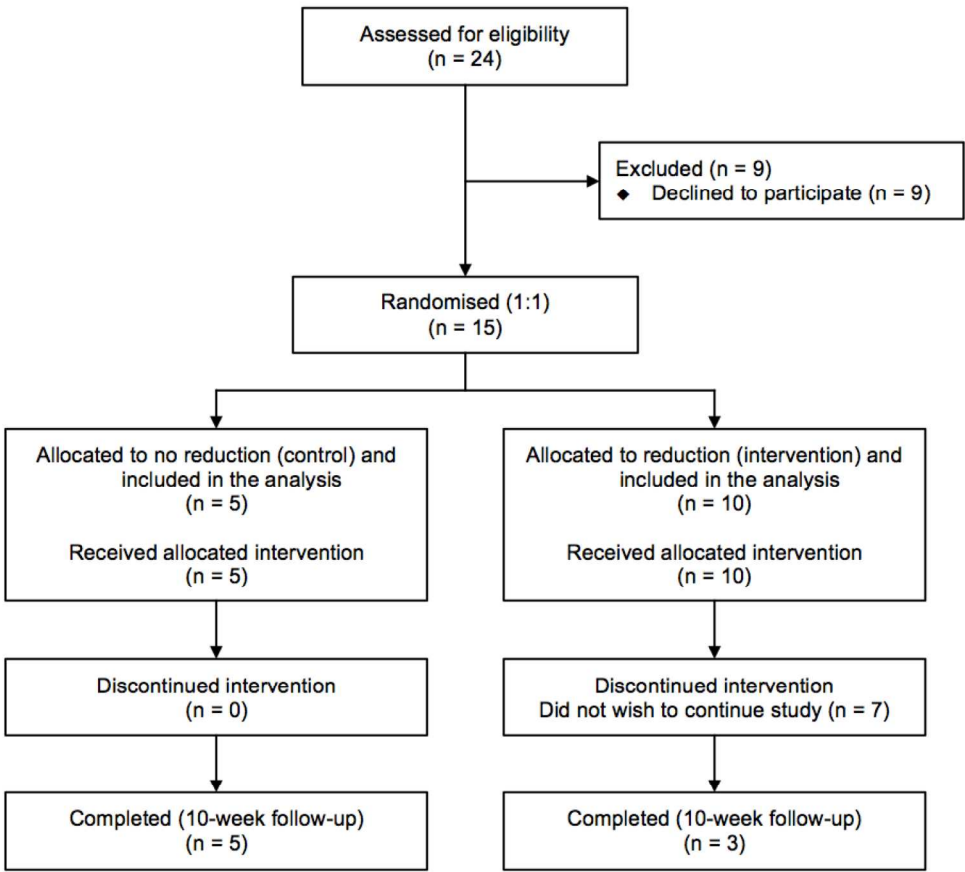 Assessed for eligibility
(n = 24)
Excluded (n = 9)
◆ Declined to participate (n = 9)
Randomised (1:1)
(n = 15)
Allocated to no reduction (control) and
included in the analysis
(n = 5)
Received allocated intervention
(n = 5)
Allocated to reduction (intervention) and
included in the analysis
(n = 10)
Received allocated intervention
(n = 10)
Discontinued intervention
(n = 0)
Discontinued intervention
Did not wish to continue study (n = 7)
Completed (10-week follow-up)
(n = 5)
Completed (10-week follow-up)
(n = 3)